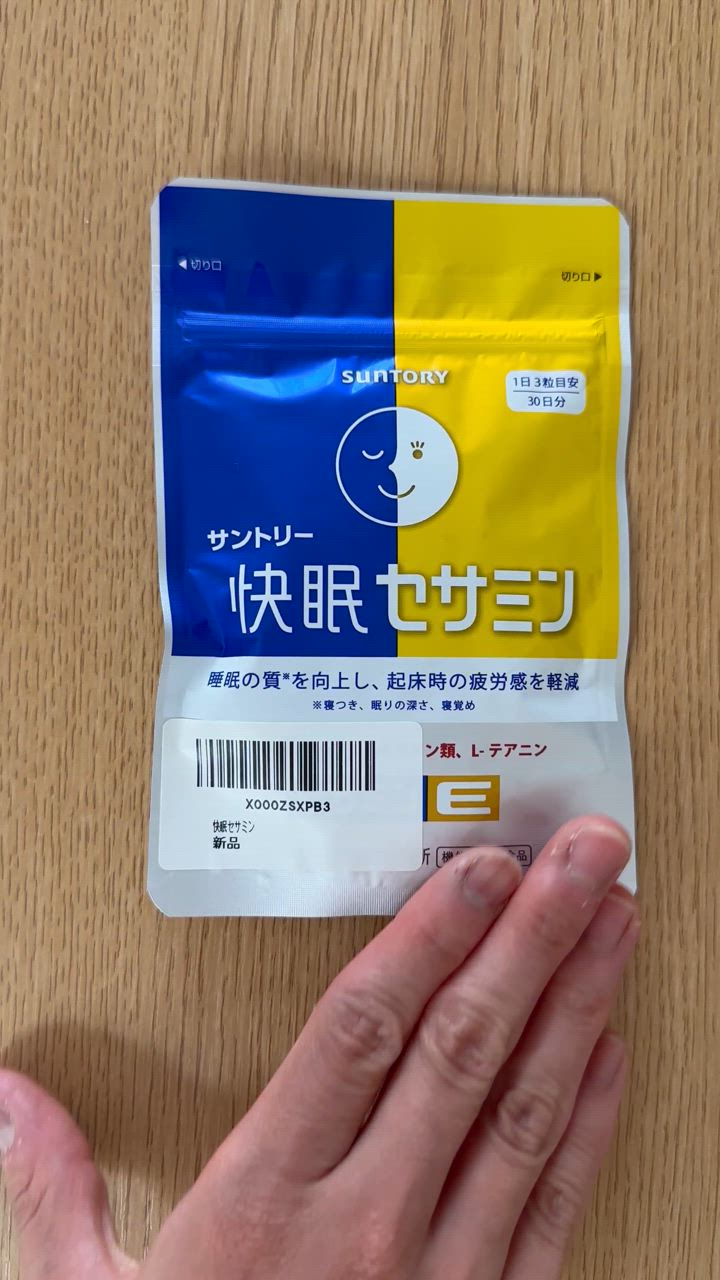 切り口
切り口
SUNTORY
1日3粒目安
30日分
サントリー
快眠セサミン
睡眠の質※を向上し、起床時の疲労感を軽減
※寝つき、眠りの深さ、寝覚め
ン類、L-テアニン
E
X000ZSXPB3
快眠セサミン
新品
所